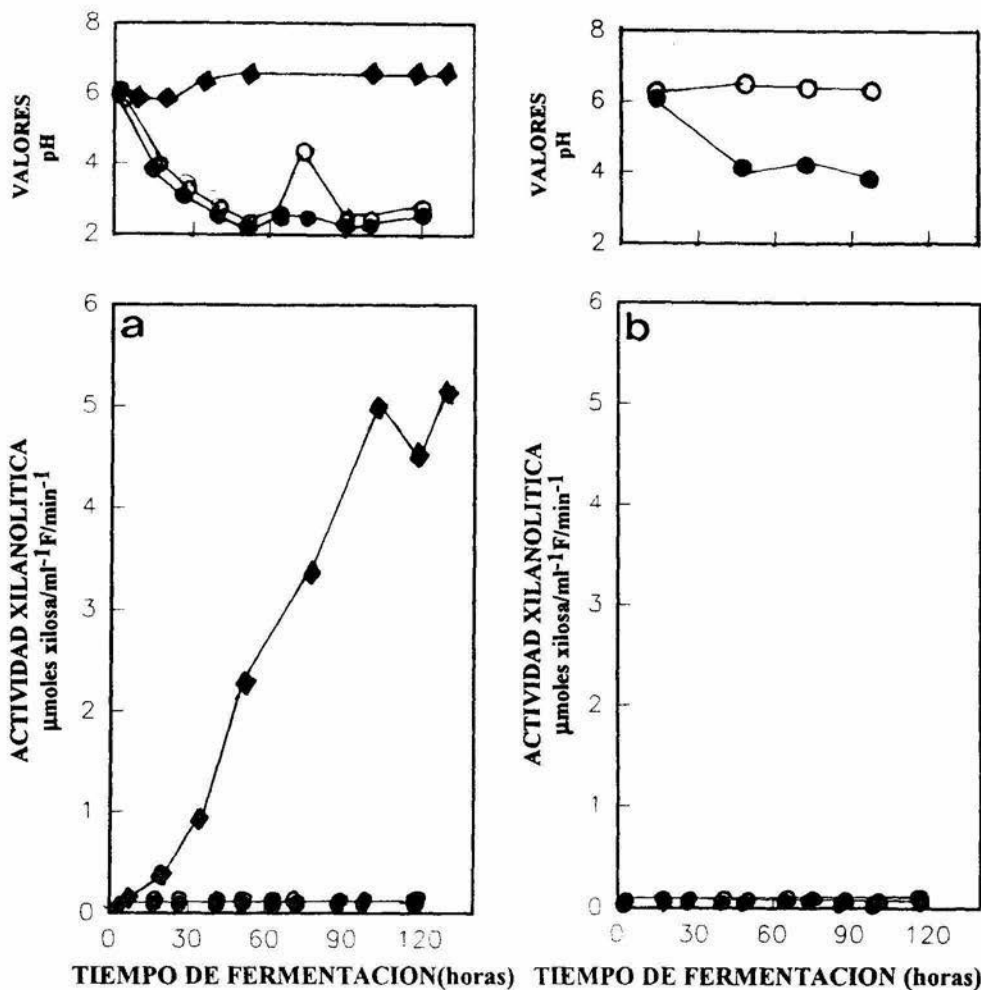 VALORES
pH
8
6
4
2
VALORES
pH
8
6
4
2
a
ACTIVIDAD XILANOLITICA
µmoles xilosa/ml-1F/min-1
6
5
4
3
2
1
0
0 30 60 90 120
TIEMPO DE FERMENTACION(horas)
b
ACTIVIDAD XILANOLITICA
µmoles xilosa/ml-1F/min-1
6
5
4
3
2
1
0
0 30 60 90 120
TIEMPO DE FERMENTACION (horas)